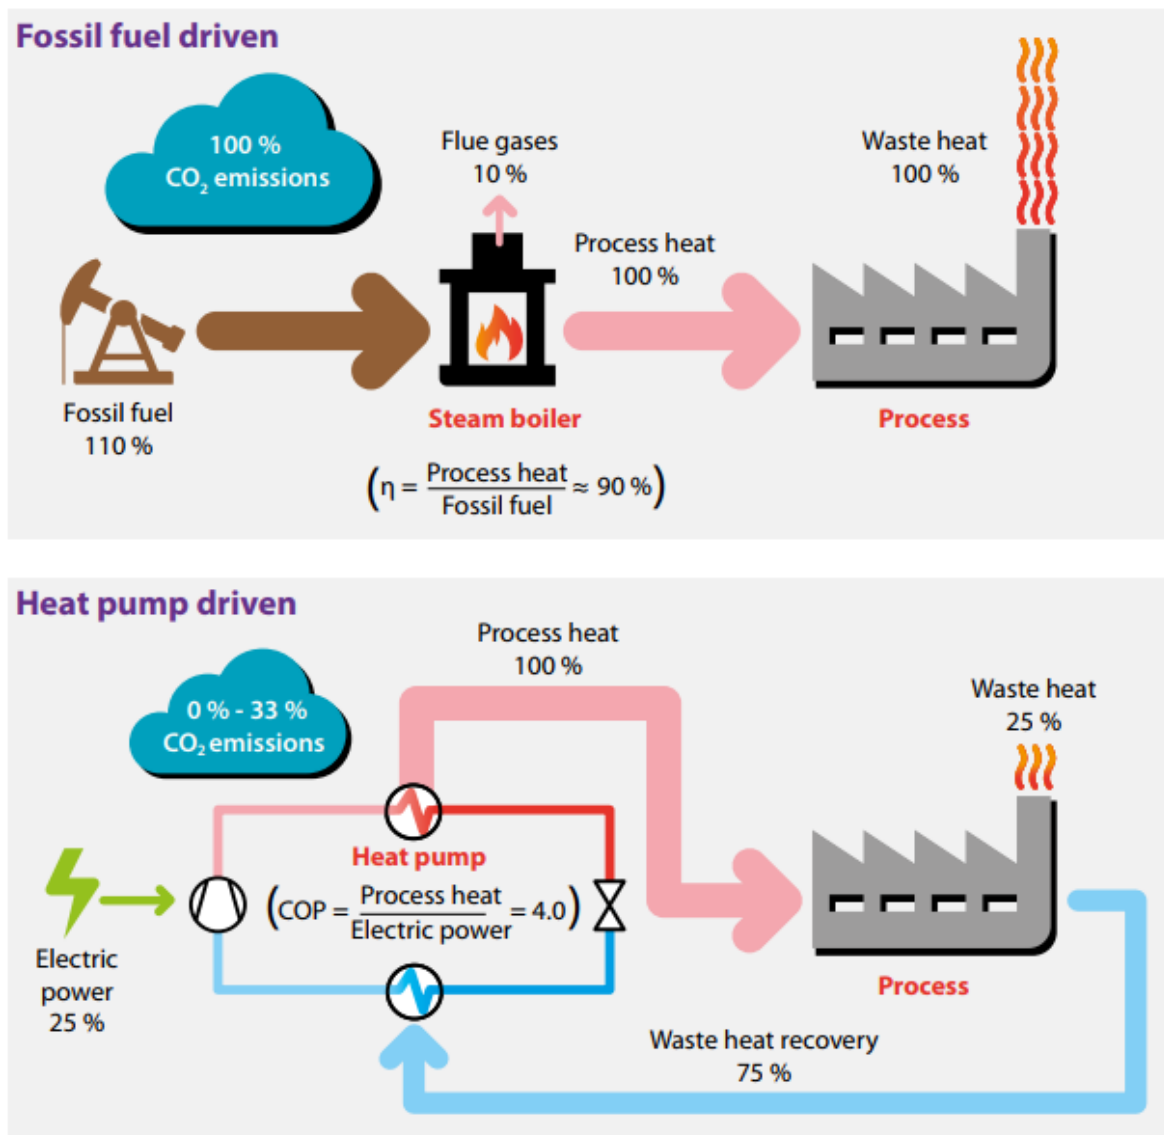 Fossil fuel driven
100 %
CO₂ emissions
Flue gases
10 %
Waste heat
100 %
Process heat
100 %
Fossil fuel
110 %
Steam boiler
Process
(η = Process heat / Fossil fuel ≈ 90 %)
Heat pump driven
Process heat
100 %
0 % - 33 %
CO₂ emissions
Waste heat
25 %
Heat pump
(COP = Process heat / Electric power = 4.0)
Electric
power
25 %
Process
Waste heat recovery
75 %